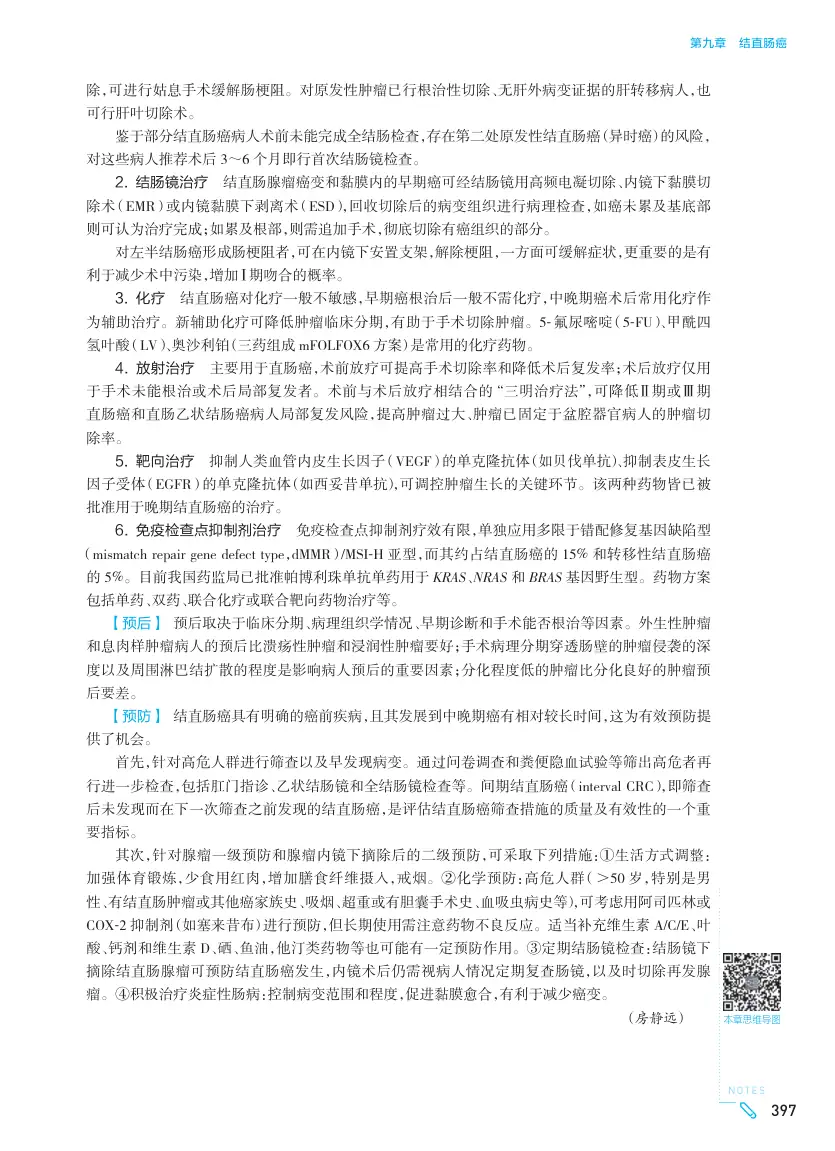 第九章 结直肠癌
除,可进行姑息手术缓解肠梗阻。对原发性肿瘤已行根治性切除、无肝外病变证据的肝转移病人,也
可行肝叶切除术。
鉴于部分结直肠癌病人术前未能完成全结肠检查,存在第二处原发性结直肠癌(异时癌)的风险,
对这些病人推荐术后 3～6 个月即行首次结肠镜检查。
2. 结肠镜治疗 结直肠腺瘤癌变和黏膜内的早期癌可经结肠镜用高频电凝切除、内镜下黏膜切
除术(EMR)或内镜黏膜下剥离术(ESD),回收切除后的病变组织进行病理检查,如癌未累及基底部
则可认为治疗完成;如累及根部,则需追加手术,彻底切除有癌组织的部分。
对左半结肠癌形成肠梗阻者,可在内镜下安置支架,解除梗阻,一方面可缓解症状,更重要的是有
利于减少术中污染,增加Ⅰ期吻合的概率。
3. 化疗 结直肠癌对化疗一般不敏感,早期癌根治后一般不需化疗,中晚期癌术后常用化疗作
为辅助治疗。新辅助化疗可降低肿瘤临床分期,有助于手术切除肿瘤。5-氟尿嘧啶(5-FU)、甲酰四
氢叶酸(LV)、奥沙利铂(三药组成 mFOLFOX6 方案)是常用的化疗药物。
4. 放射治疗 主要用于直肠癌,术前放疗可提高手术切除率和降低术后复发率;术后放疗仅用
于手术未能根治或术后局部复发者。术前与术后放疗相结合的 “三明治疗法”,可降低Ⅱ期或Ⅲ期
直肠癌和直肠乙状结肠癌病人局部复发风险,提高肿瘤过大、肿瘤已固定于盆腔器官病人的肿瘤切
除率。
5. 靶向治疗 抑制人类血管内皮生长因子(VEGF)的单克隆抗体(如贝伐单抗)、抑制表皮生长
因子受体(EGFR)的单克隆抗体(如西妥昔单抗),可调控肿瘤生长的关键环节。该两种药物皆已被
批准用于晚期结直肠癌的治疗。
6. 免疫检查点抑制剂治疗 免疫检查点抑制剂疗效有限,单独应用多限于错配修复基因缺陷型
(mismatch repair gene defect type,dMMR)/MSI-H 亚型,而其约占结直肠癌的 15% 和转移性结直肠癌
的 5%。目前我国药监局已批准帕博利珠单抗单药用于 KRAS、NRAS 和 BRAS 基因野生型。药物方案
包括单药、双药、联合化疗或联合靶向药物治疗等。
【预后】 预后取决于临床分期、病理组织学情况、早期诊断和手术能否根治等因素。外生性肿瘤
和息肉样肿瘤病人的预后比溃疡性肿瘤和浸润性肿瘤要好;手术病理分期穿透肠壁的肿瘤侵袭的深
度以及周围淋巴结扩散的程度是影响病人预后的重要因素;分化程度低的肿瘤比分化良好的肿瘤预
后要差。
【预防】 结直肠癌具有明确的癌前疾病,且其发展到中晚期癌有相对较长时间,这为有效预防提
供了机会。
首先,针对高危人群进行筛查以及早发现病变。通过问卷调查和粪便隐血试验等筛出高危者再
行进一步检查,包括肛门指诊、乙状结肠镜和全结肠镜检查等。间期结直肠癌(interval CRC),即筛查
后未发现而在下一次筛查之前发现的结直肠癌,是评估结直肠癌筛查措施的质量及有效性的一个重
要指标。
其次,针对腺瘤一级预防和腺瘤内镜下摘除后的二级预防,可采取下列措施:①生活方式调整:
加强体育锻炼,少食用红肉,增加膳食纤维摄入,戒烟。②化学预防:高危人群(>50 岁,特别是男
性、有结直肠肿瘤或其他癌家族史、吸烟、超重或有胆囊手术史、血吸虫病史等),可考虑用阿司匹林或
COX-2 抑制剂(如塞来昔布)进行预防,但长期使用需注意药物不良反应。适当补充维生素 A/C/E、叶
酸、钙剂和维生素 D、硒、鱼油,他汀类药物等也可能有一定预防作用。③定期结肠镜检查:结肠镜下
摘除结直肠腺瘤可预防结直肠癌发生,内镜术后仍需视病人情况定期复查肠镜,以及时切除再发腺
瘤。④积极治疗炎症性肠病:控制病变范围和程度,促进黏膜愈合,有利于减少癌变。
(房静远)
本章思维导图
NOTES
397